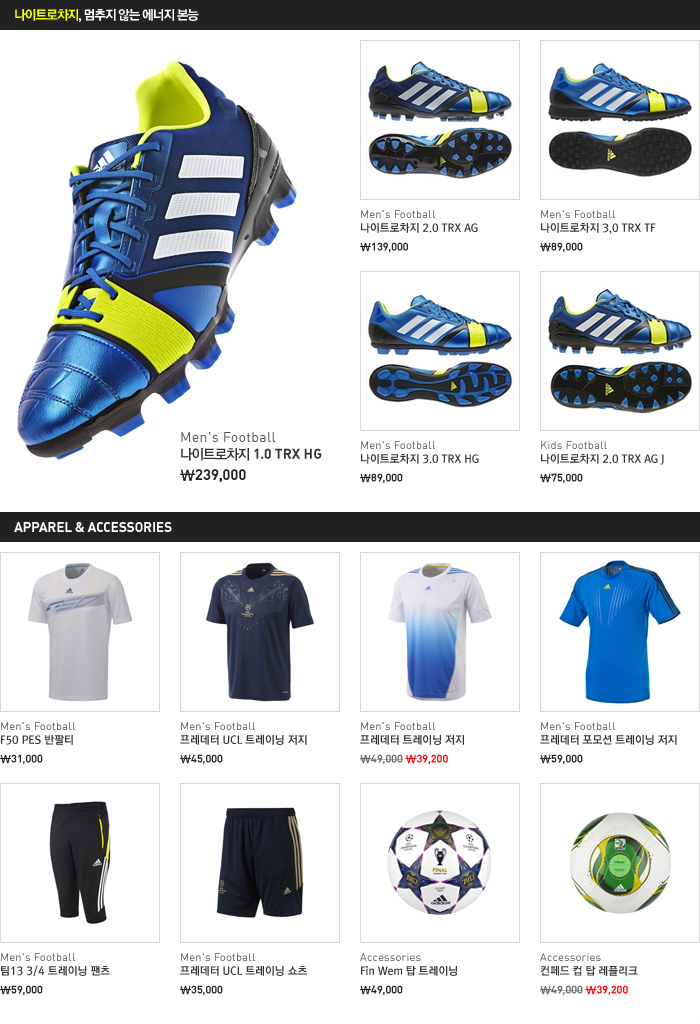 나이트로차지, 멈추지 않는 에너지 본능
Men's Football
나이트로차지 1.0 TRX HG
₩239,000
Men's Football
나이트로차지 2.0 TRX AG
₩139,000
Men's Football
나이트로차지 3,0 TRX TF
₩89,000
Men's Football
나이트로차지 3.0 TRX HG
₩89,000
Kids Football
나이트로차지 2.0 TRX AG J
₩75,000
APPAREL & ACCESSORIES
Men's Football
F50 PES 반팔티
₩31,000
Men's Football
프레데터 UCL 트레이닝 저지
₩45,000
Men's Football
프레데터 트레이닝 저지
₩49,000 ₩39,200
Men's Football
프레데터 포모션 트레이닝 저지
₩59,000
Men's Football
팀13 3/4 트레이닝 팬츠
₩59,000
Men's Football
프레데터 UCL 트레이닝 쇼츠
₩35,000
FINAL
adidas
Accessories
Fin Wem 탑 트레이닝
₩49,000
adidas
Accessories
컨페드 컵 탑 레플리크
₩49,000 ₩39,200